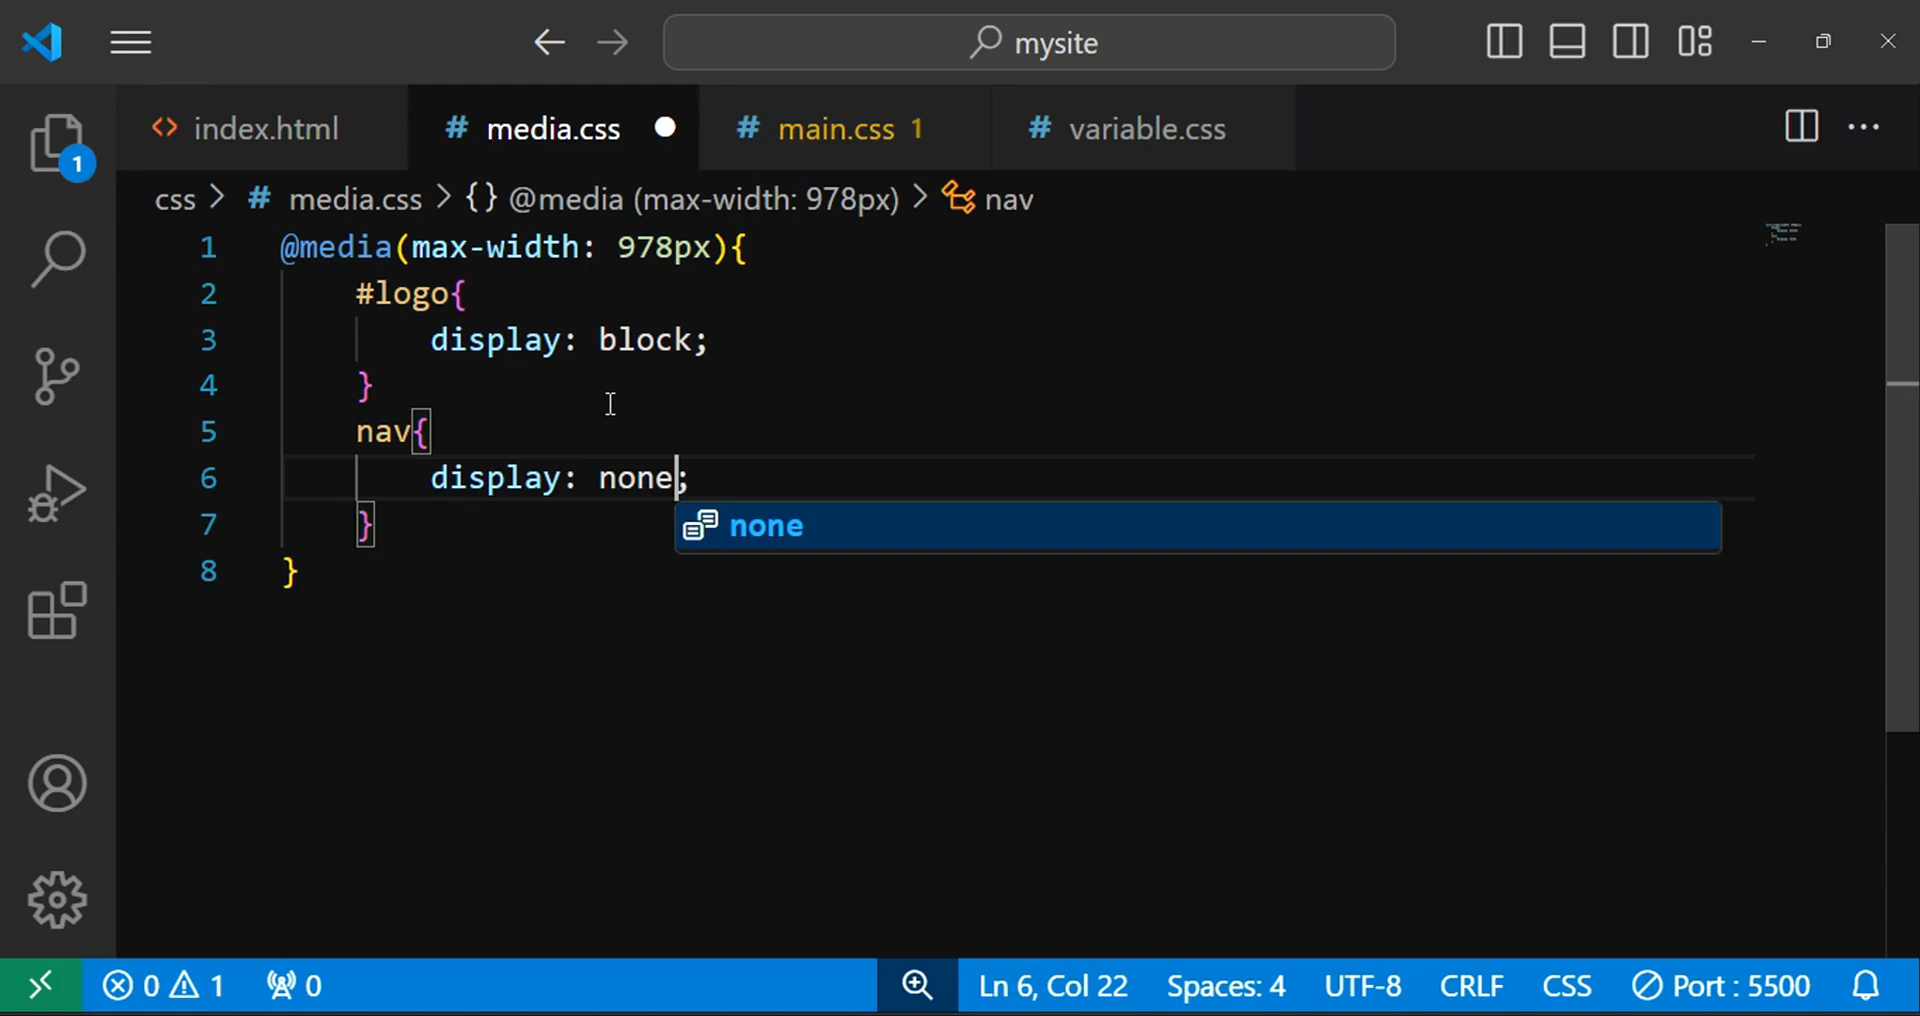 mysite
index.html
# media.css
# main.css 1
# variable.css
1
css > # media.css > {} @media (max-width: 978px) > nav
1 @media(max-width: 978px){
2 #logo{
3 display: block;
4 }
5 nav{
6 display: none;
none
7 }
8 }
0 1 0
Ln 6, Col 22 Spaces: 4 UTF-8 CRLF CSS Port : 5500